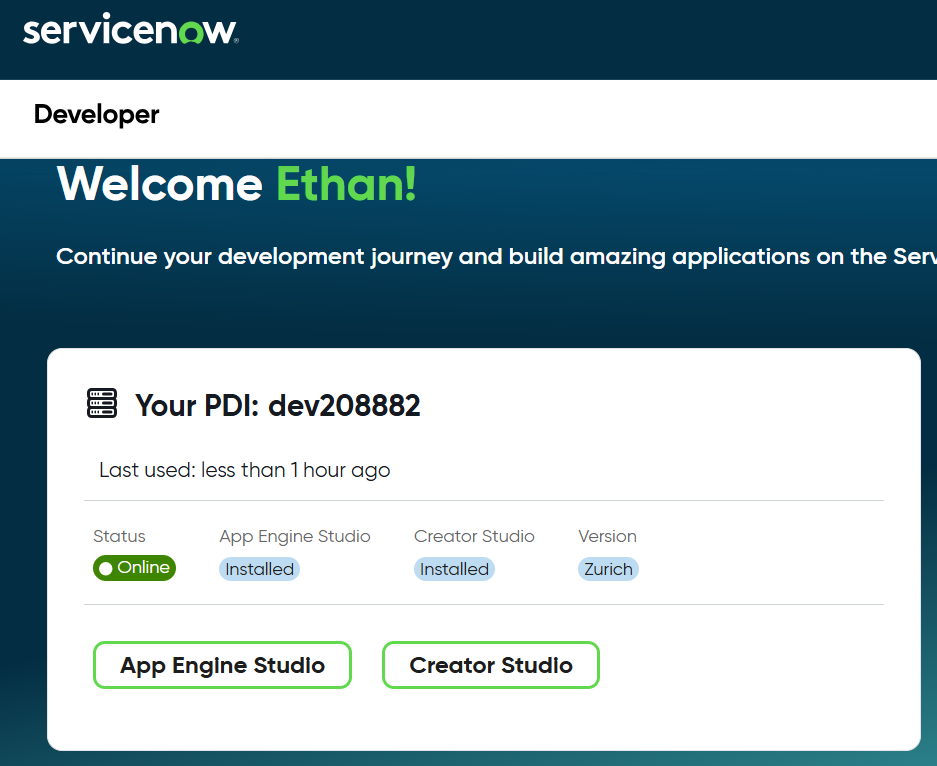 servicenow
Developer
Welcome Ethan!
Continue your development journey and build amazing applications on the Serv
Your PDI: dev208882
Last used: less than 1 hour ago
Status App Engine Studio Creator Studio Version
Online Installed Installed Zurich
App Engine Studio Creator Studio